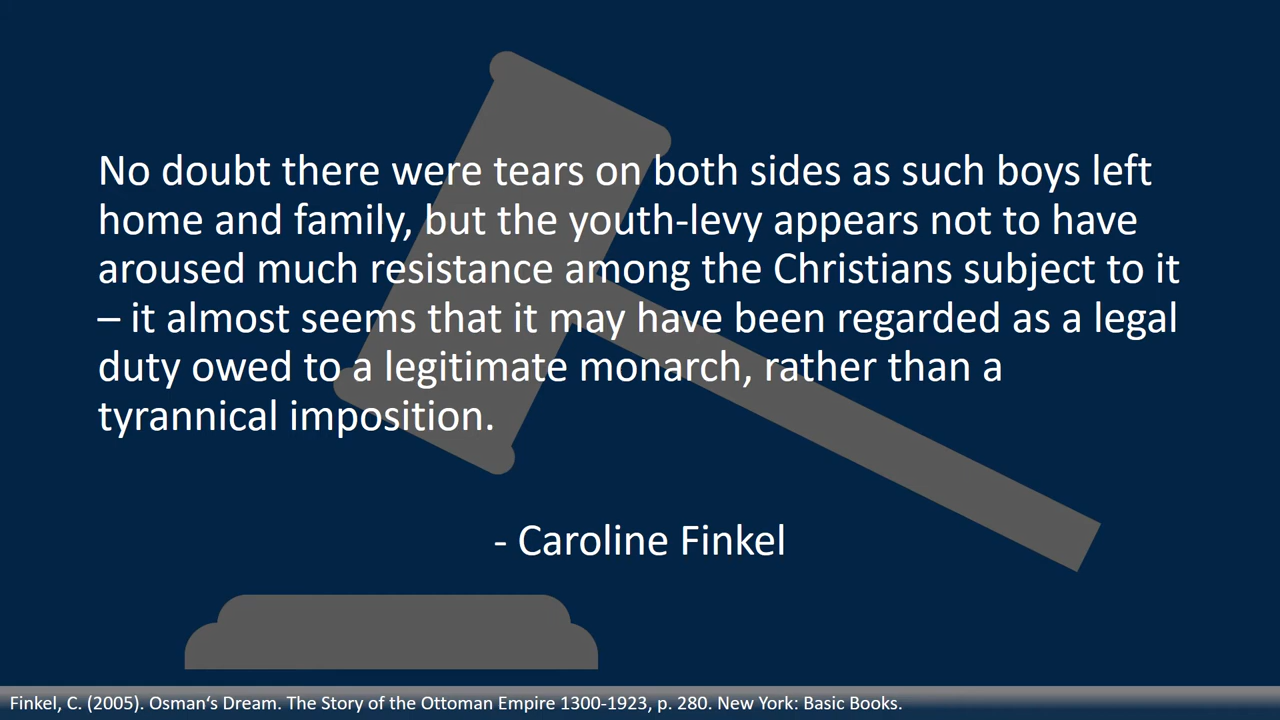 No doubt there were tears on both sides as such boys left
home and family, but the youth-levy appears not to have
aroused much resistance among the Christians subject to it
– it almost seems that it may have been regarded as a legal
duty owed to a legitimate monarch, rather than a
tyrannical imposition.
- Caroline Finkel
Finkel, C. (2005). Osman‘s Dream. The Story of the Ottoman Empire 1300-1923, p. 280. New York: Basic Books.